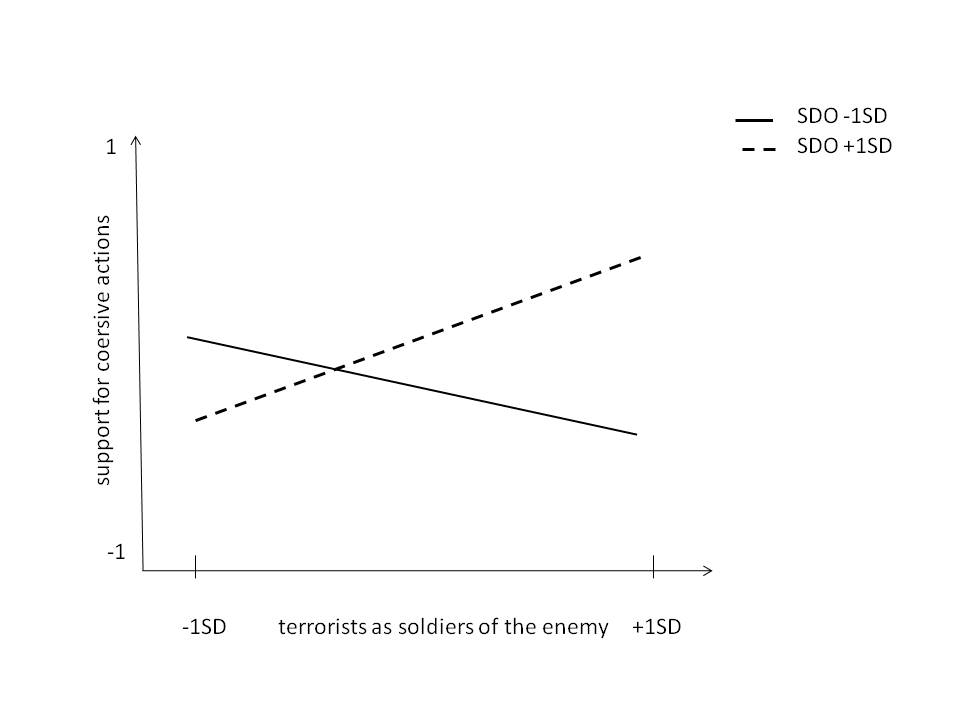 SDO -1SD
SDO +1SD
1
support for coersive actions
-1
-1SD terrorists as soldiers of the enemy +1SD